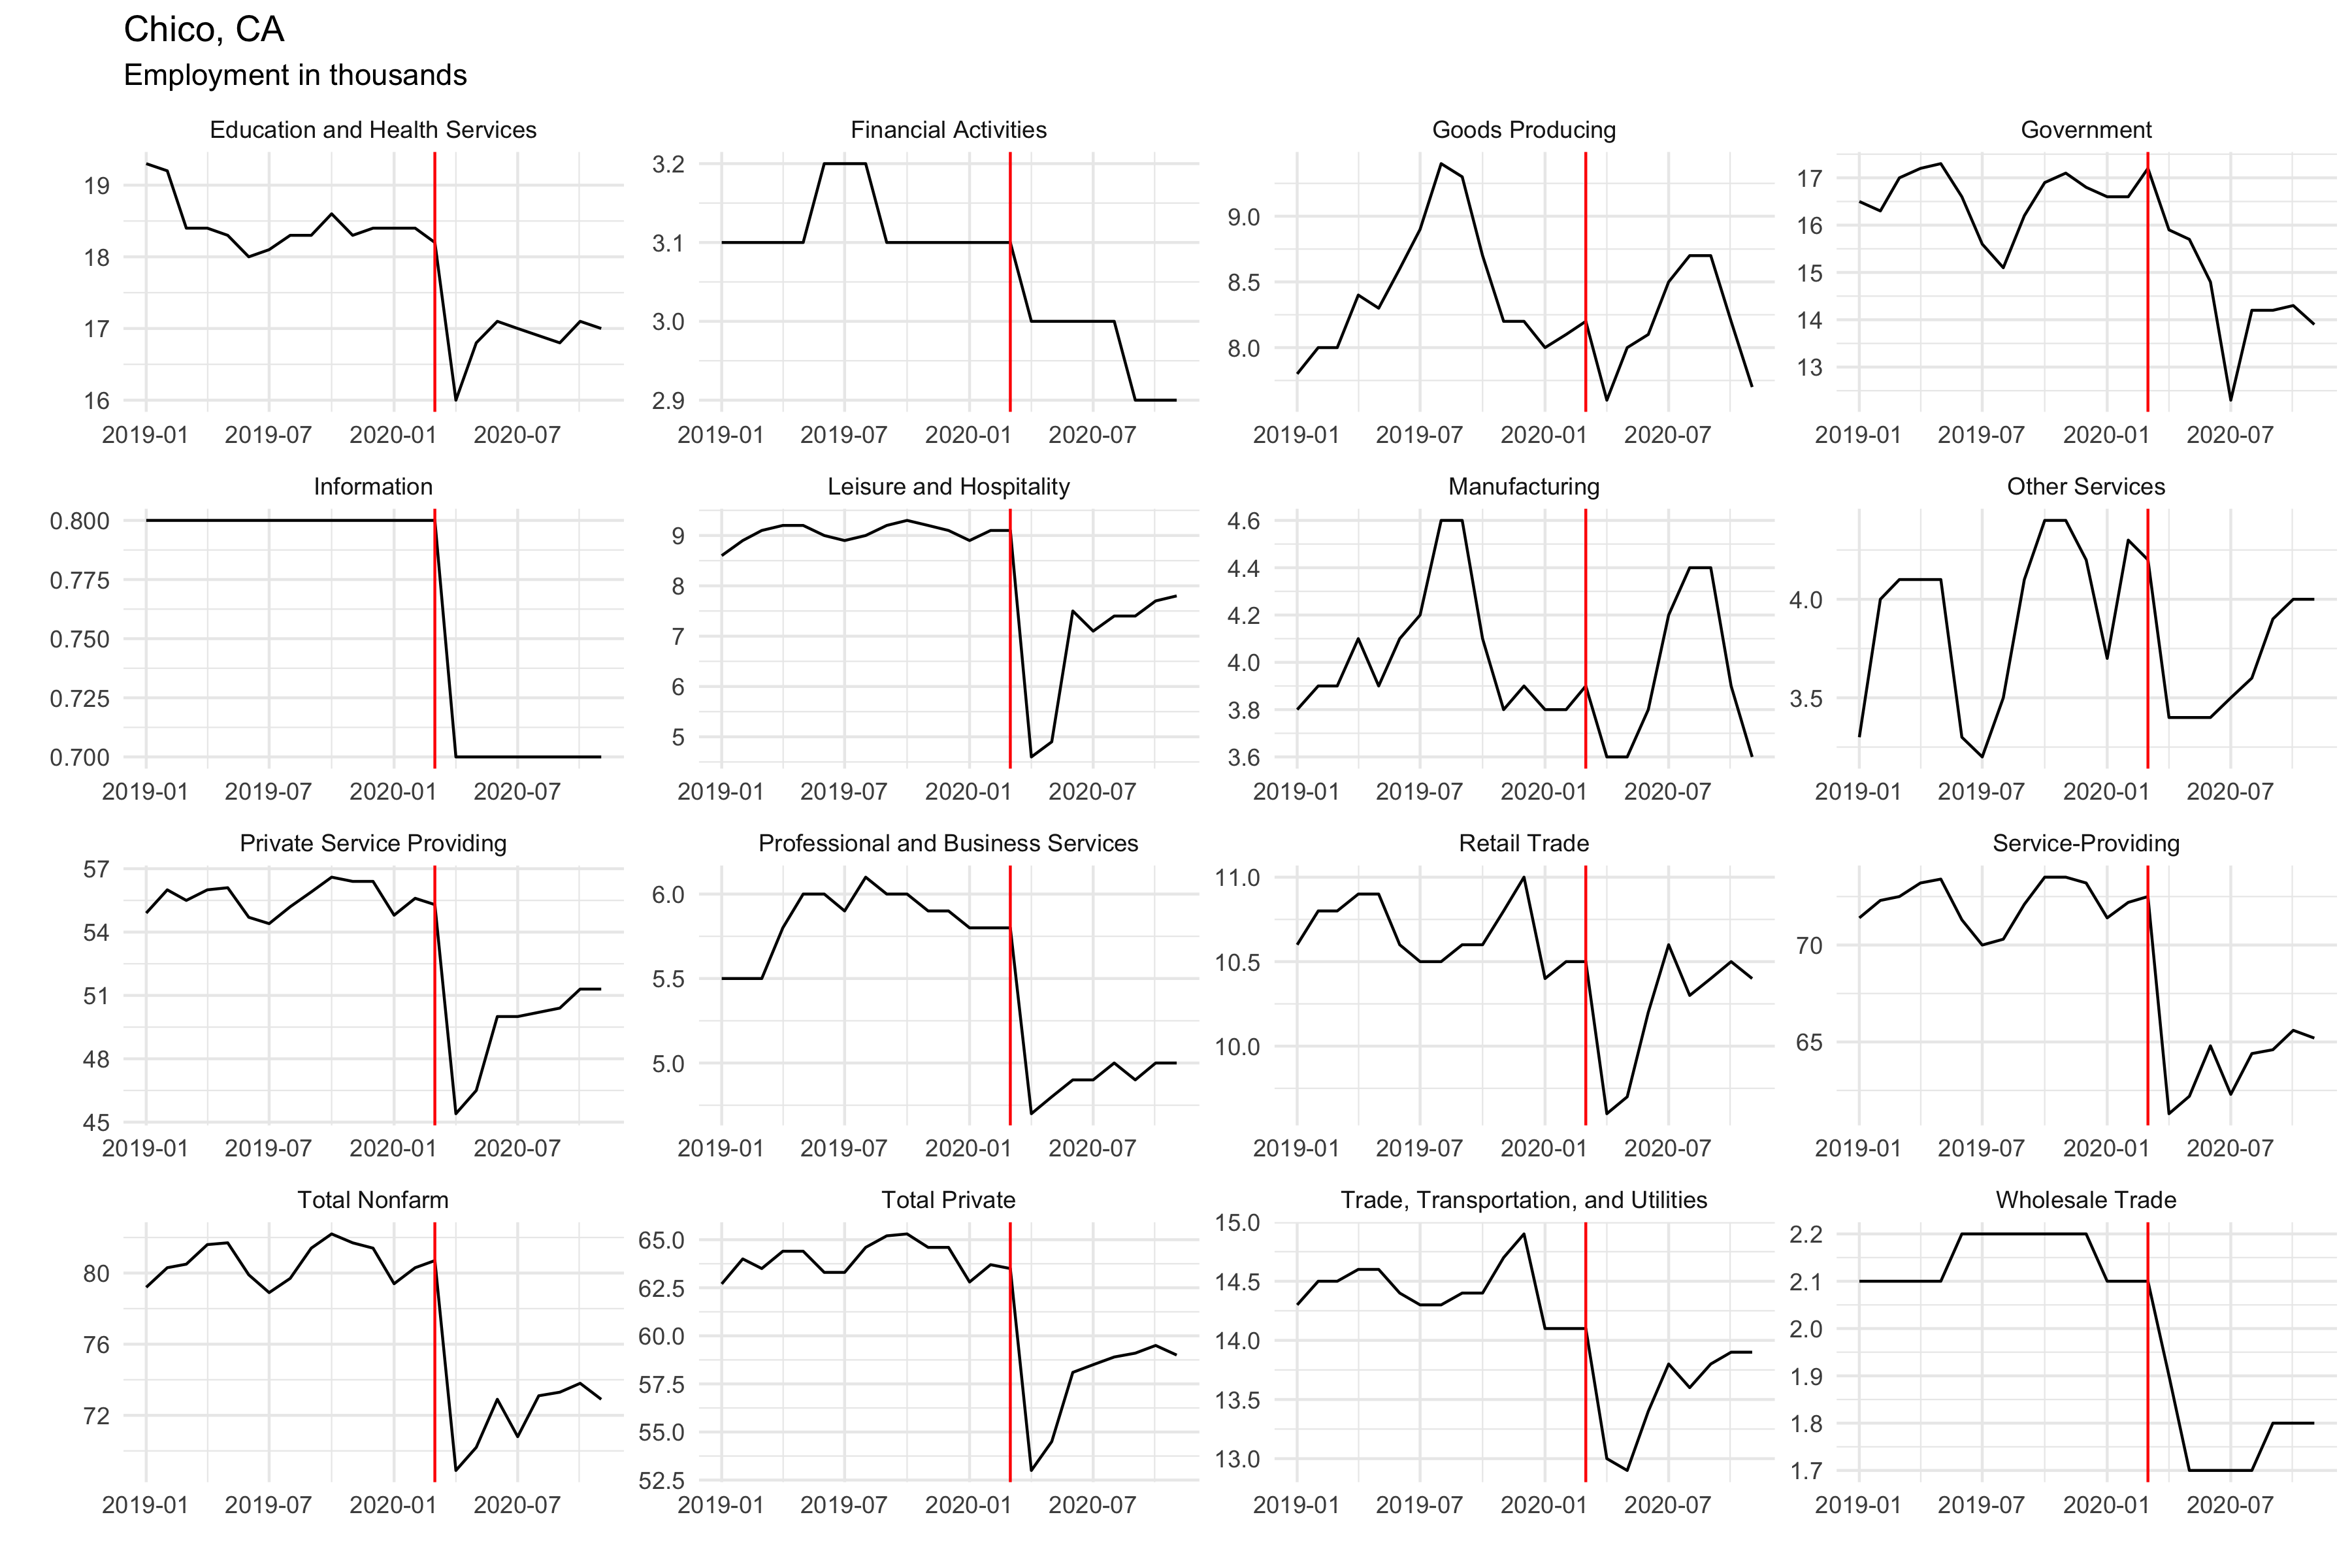 Chico, CA
Employment in thousands
Education and Health Services
19
18
17
16
2019-01 2019-07 2020-01 2020-07
Financial Activities
3.2
3.1
3.0
2.9
2019-01 2019-07 2020-01 2020-07
Goods Producing
9.0
8.5
8.0
2019-01 2019-07 2020-01 2020-07
Government
17
16
15
14
13
2019-01 2019-07 2020-01 2020-07
Information
0.800
0.775
0.750
0.725
0.700
2019-01 2019-07 2020-01 2020-07
Leisure and Hospitality
9
8
7
6
5
2019-01 2019-07 2020-01 2020-07
Manufacturing
4.6
4.4
4.2
4.0
3.8
3.6
2019-01 2019-07 2020-01 2020-07
Other Services
4.0
3.5
2019-01 2019-07 2020-01 2020-07
Private Service Providing
57
54
51
48
45
2019-01 2019-07 2020-01 2020-07
Professional and Business Services
6.0
5.5
5.0
2019-01 2019-07 2020-01 2020-07
Retail Trade
11.0
10.5
10.0
2019-01 2019-07 2020-01 2020-07
Service-Providing
70
65
2019-01 2019-07 2020-01 2020-07
Total Nonfarm
80
76
72
2019-01 2019-07 2020-01 2020-07
Total Private
65.0
62.5
60.0
57.5
55.0
52.5
2019-01 2019-07 2020-01 2020-07
Trade, Transportation, and Utilities
15.0
14.5
14.0
13.5
13.0
2019-01 2019-07 2020-01 2020-07
Wholesale Trade
2.2
2.1
2.0
1.9
1.8
1.7
2019-01 2019-07 2020-01 2020-07